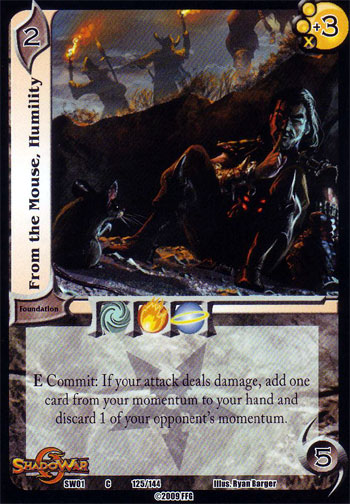 2
+3
X
From the Mouse, Humility
Foundation
E Commit: If your attack deals damage, add one
card from your momentum to your hand and
discard 1 of your opponent's momentum.
5
SHADOWAR
SW01 C 125/144 Illus. Ryan Barger
©2009 FFG